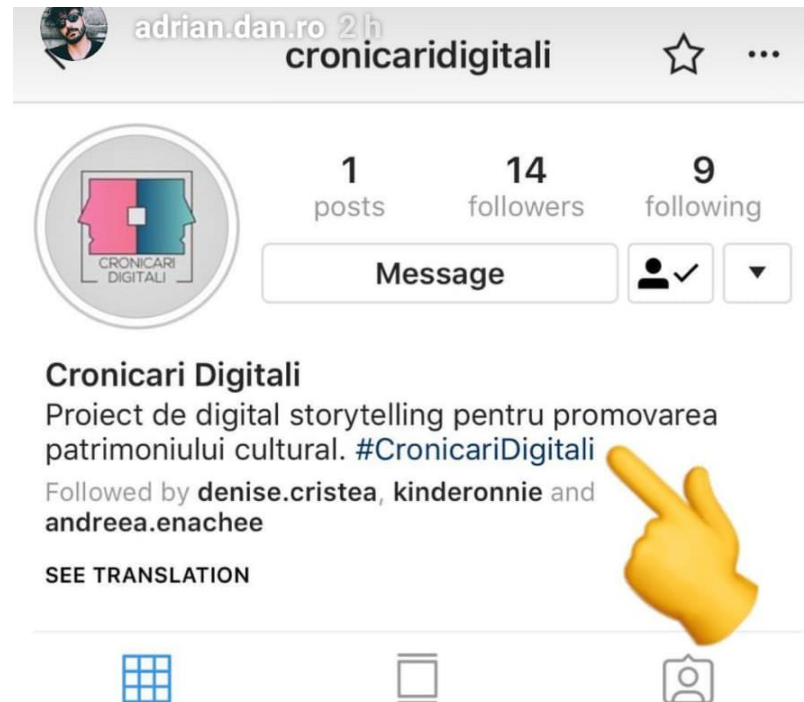 adrian.dan.ro 2 h
cronicaridigitali
1 14 9
posts followers following
CRONICARI
DIGITALI
Message
Cronicari Digitali
Proiect de digital storytelling pentru promovarea
patrimoniului cultural. #CronicariDigitali
Followed by denise.cristea, kinderonnie and
andreea.enachee
SEE TRANSLATION